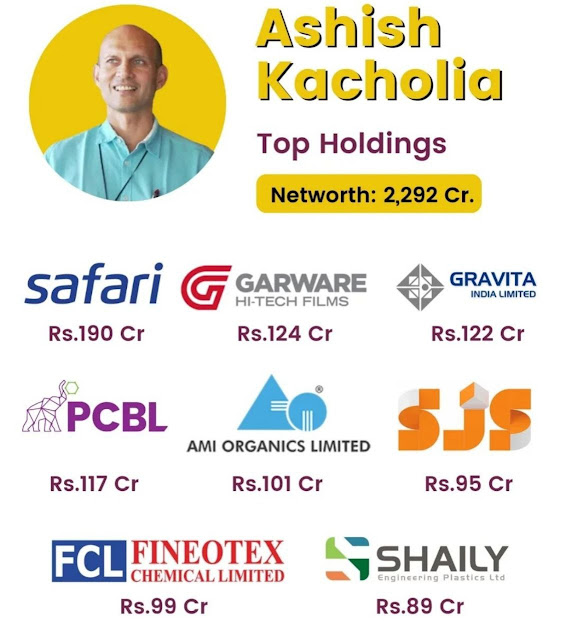 Ashish
Kacholia
Top Holdings
Networth: 2,292 Cr.
safari
GARWARE
HI-TECH FILMS
GRAVITA
INDIA LIMITED
Rs.190 Cr
Rs.124 Cr
Rs.122 Cr
PCBL
AMI ORGANICS LIMITED
SJS
Rs.117 Cr
Rs.101 Cr
Rs.95 Cr
FCL
FINEOTEX
CHEMICAL LIMITED
SHAILY
Engineering Plastics Ltd
Rs.99 Cr
Rs.89 Cr